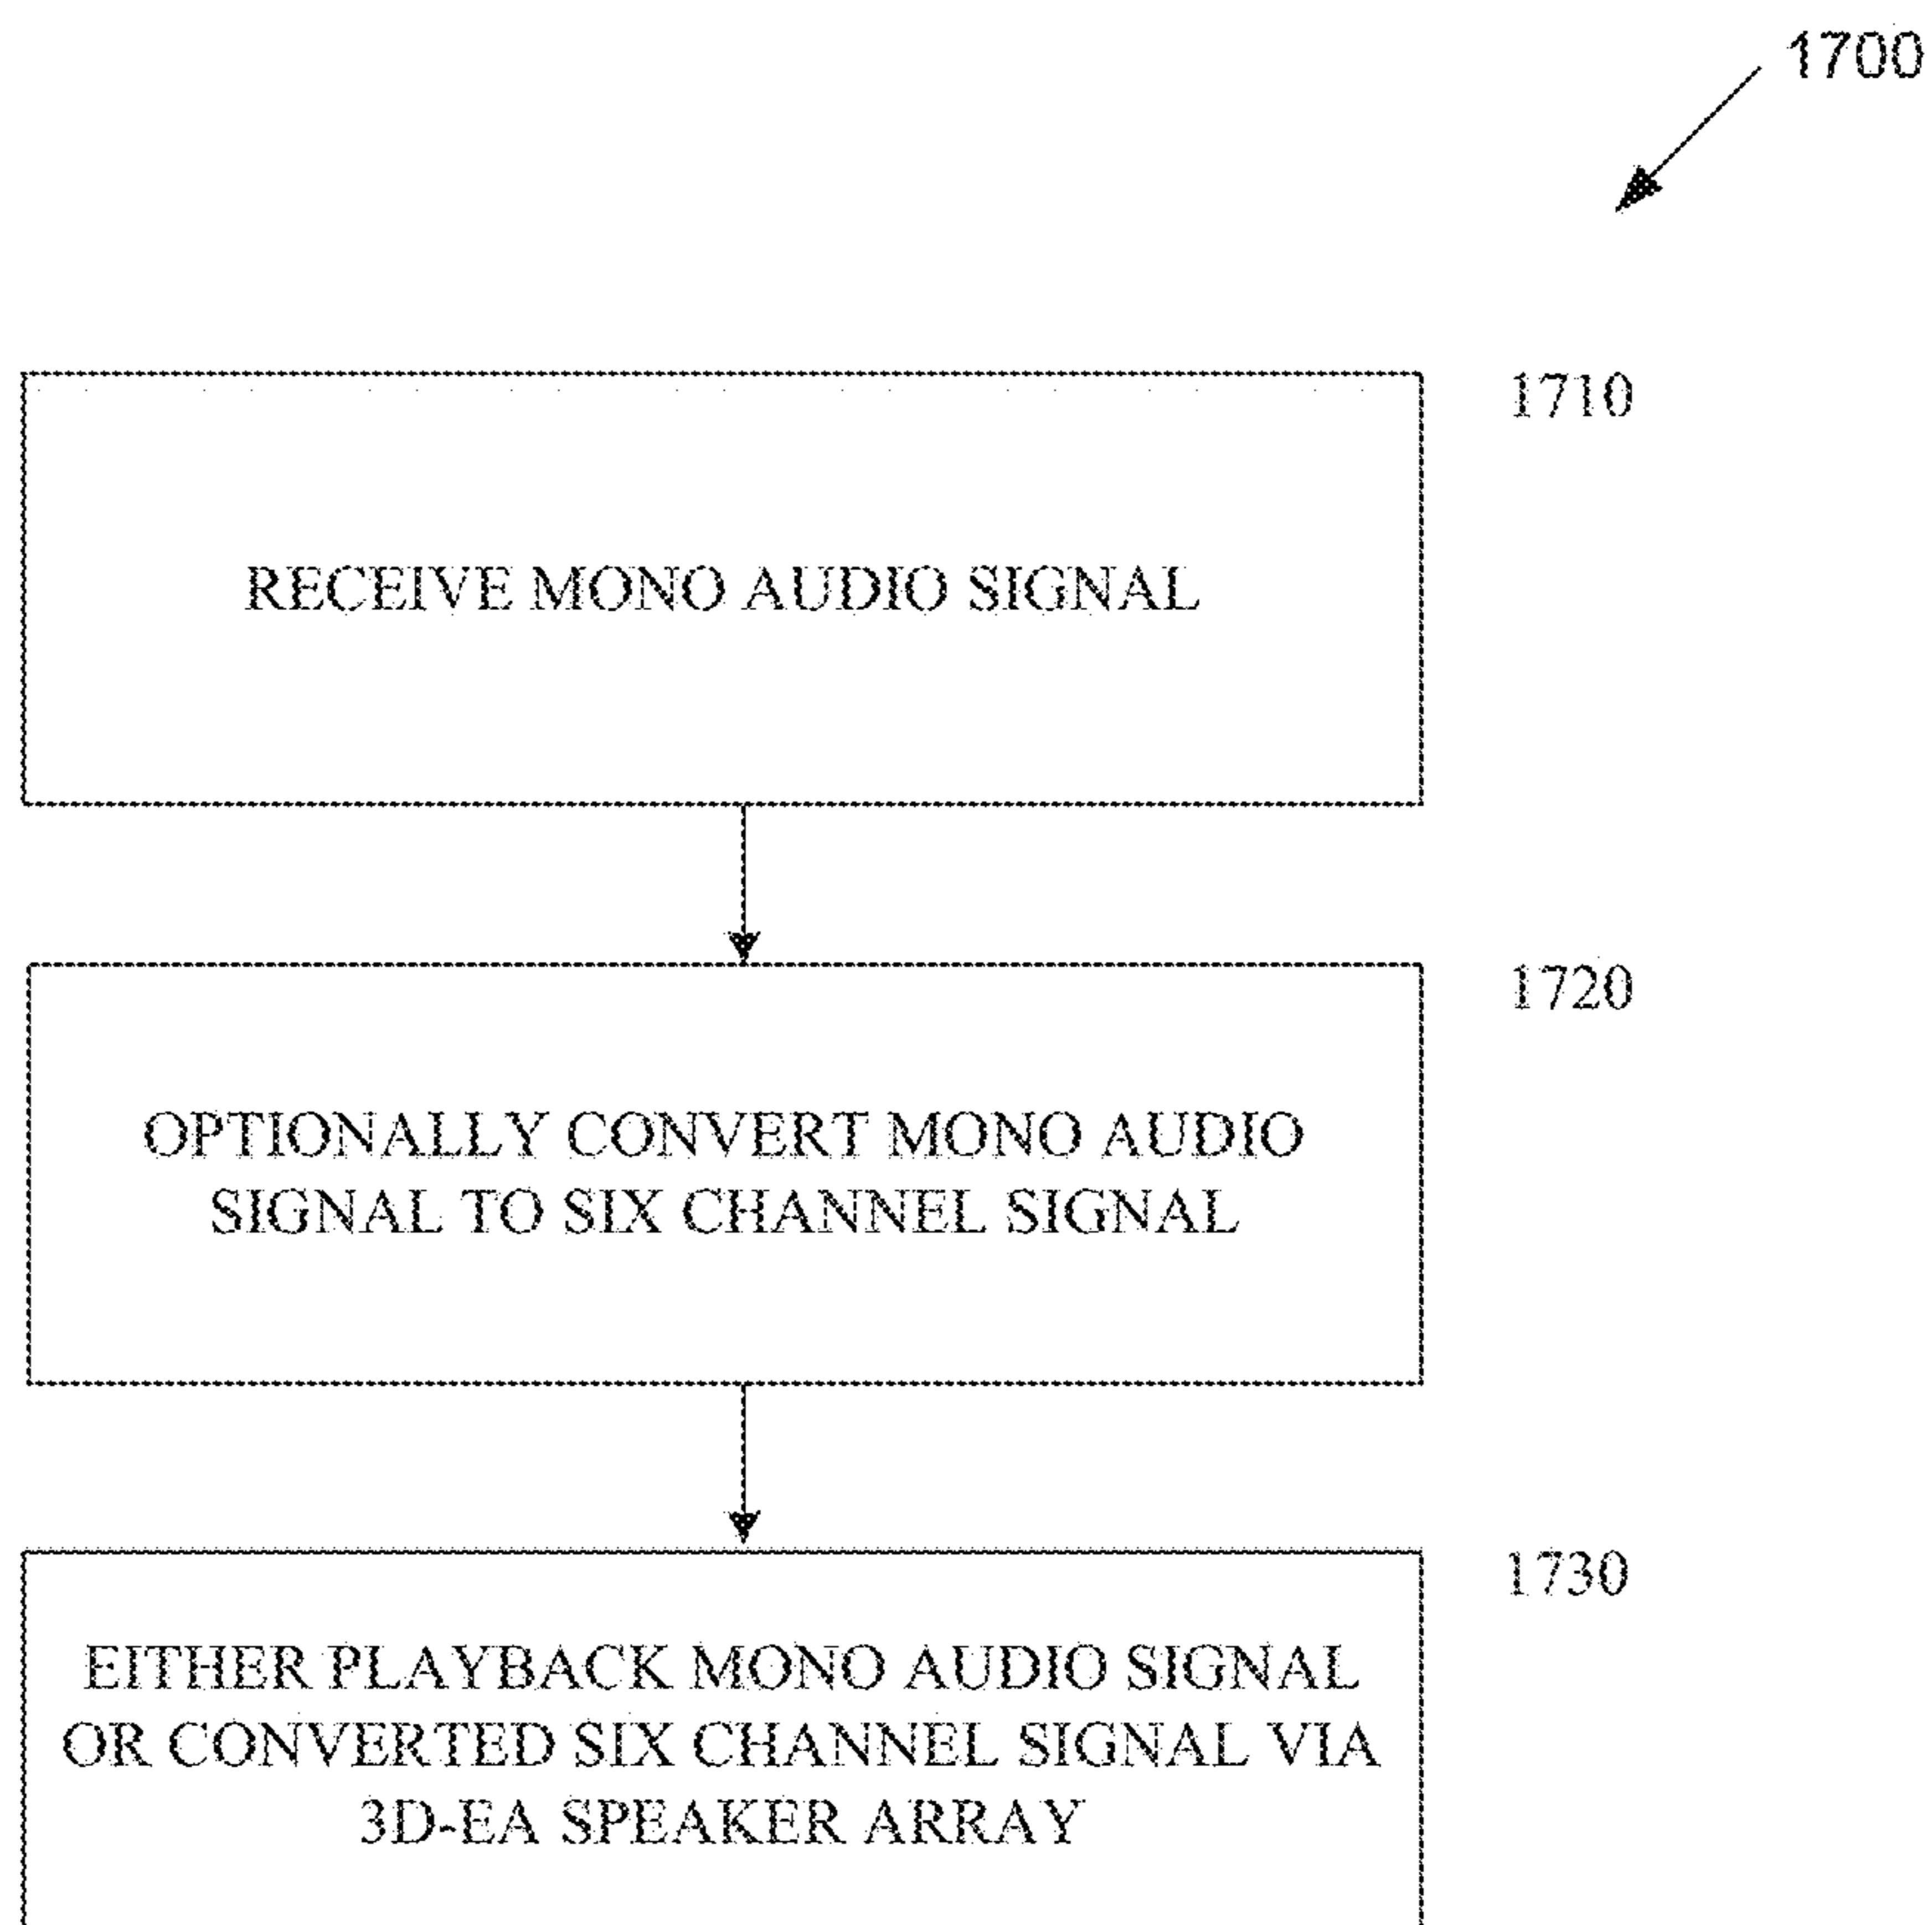 1700
1710
RECEIVE MONO AUDIO SIGNAL
1720
OPTIONALLY CONVERT MONO AUDIO
SIGNAL TO SIX CHANNEL SIGNAL
1730
EITHER PLAYBACK MONO AUDIO SIGNAL
OR CONVERTED SIX CHANNEL SIGNAL VIA
3D-EA SPEAKER ARRAY